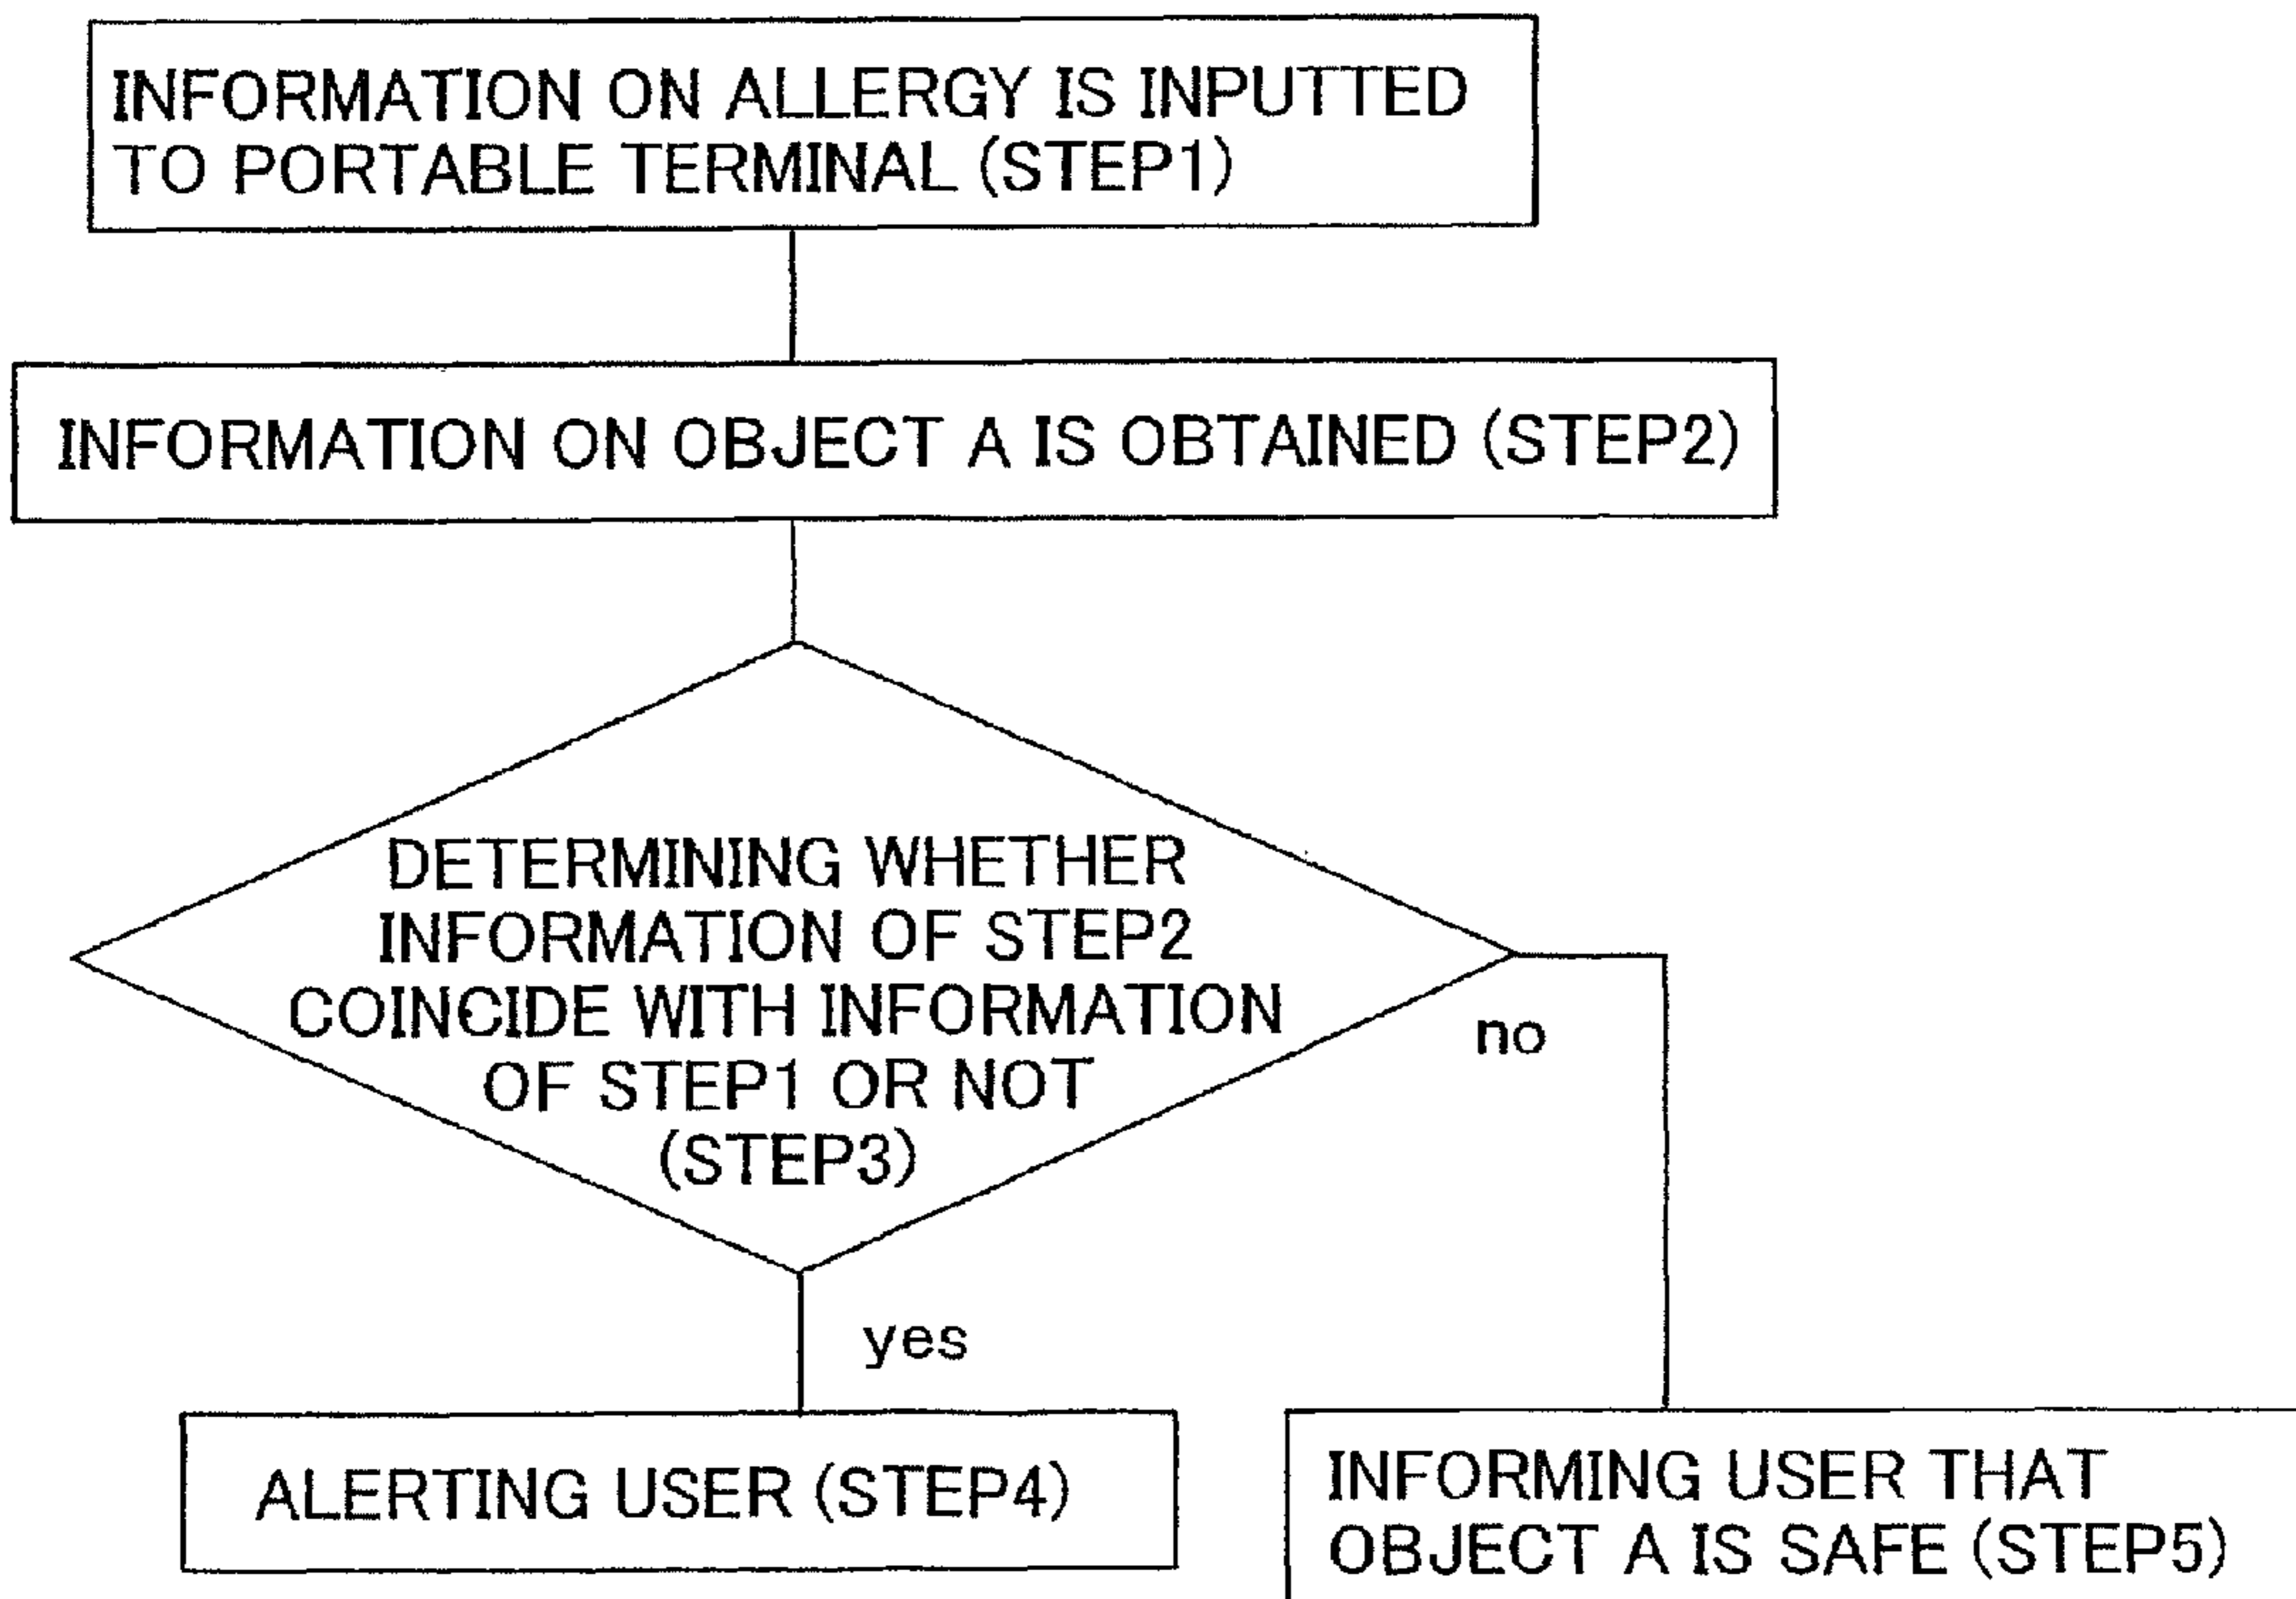 INFORMATION ON ALLERGY IS INPUTTED
TO PORTABLE TERMINAL (STEP1)
INFORMATION ON OBJECT A IS OBTAINED (STEP2)
DETERMINING WHETHER
INFORMATION OF STEP2
COINCIDE WITH INFORMATION
OF STEP1 OR NOT
(STEP3)
no
yes
ALERTING USER (STEP4)
INFORMING USER THAT
OBJECT A IS SAFE (STEP5)